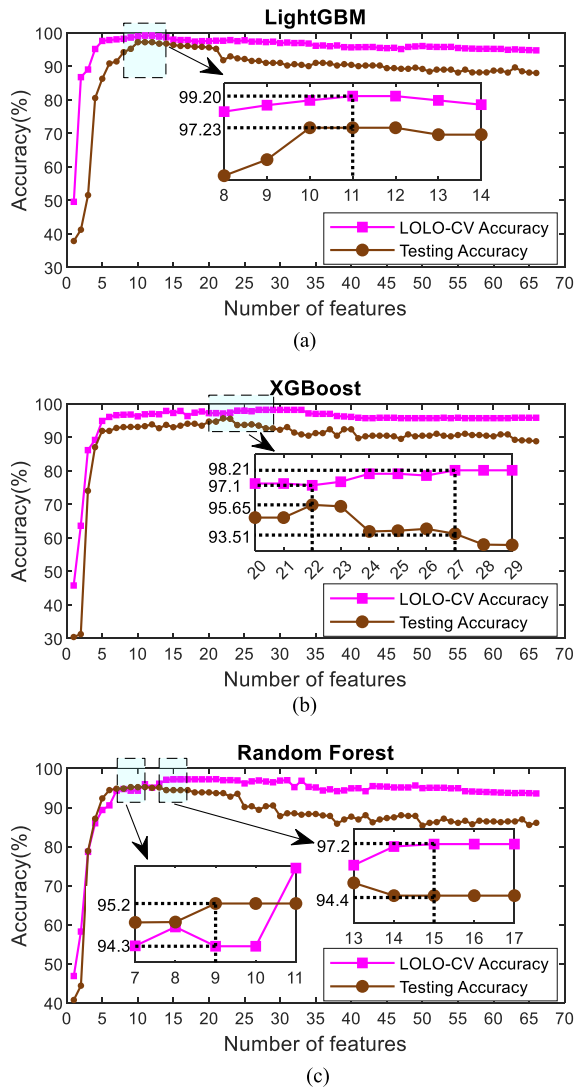 LightGBM
100
90
80
70
60
50
40
30
Accuracy(%)
99.20
97.23
8 9 10 11 12 13 14
LOLO-CV Accuracy
Testing Accuracy
0 5 10 15 20 25 30 35 40 45 50 55 60 65 70
Number of features
(a)
XGBoost
100
90
80
70
60
50
40
30
Accuracy(%)
98.21
97.1
95.65
93.51
20 21 22 23 24 25 26 27 28 29
LOLO-CV Accuracy
Testing Accuracy
0 5 10 15 20 25 30 35 40 45 50 55 60 65 70
Number of features
(b)
Random Forest
100
90
80
70
60
50
40
Accuracy(%)
95.2
94.3
7 8 9 10 11
97.2
94.4
13 14 15 16 17
LOLO-CV Accuracy
Testing Accuracy
0 5 10 15 20 25 30 35 40 45 50 55 60 65 70
Number of features
(c)